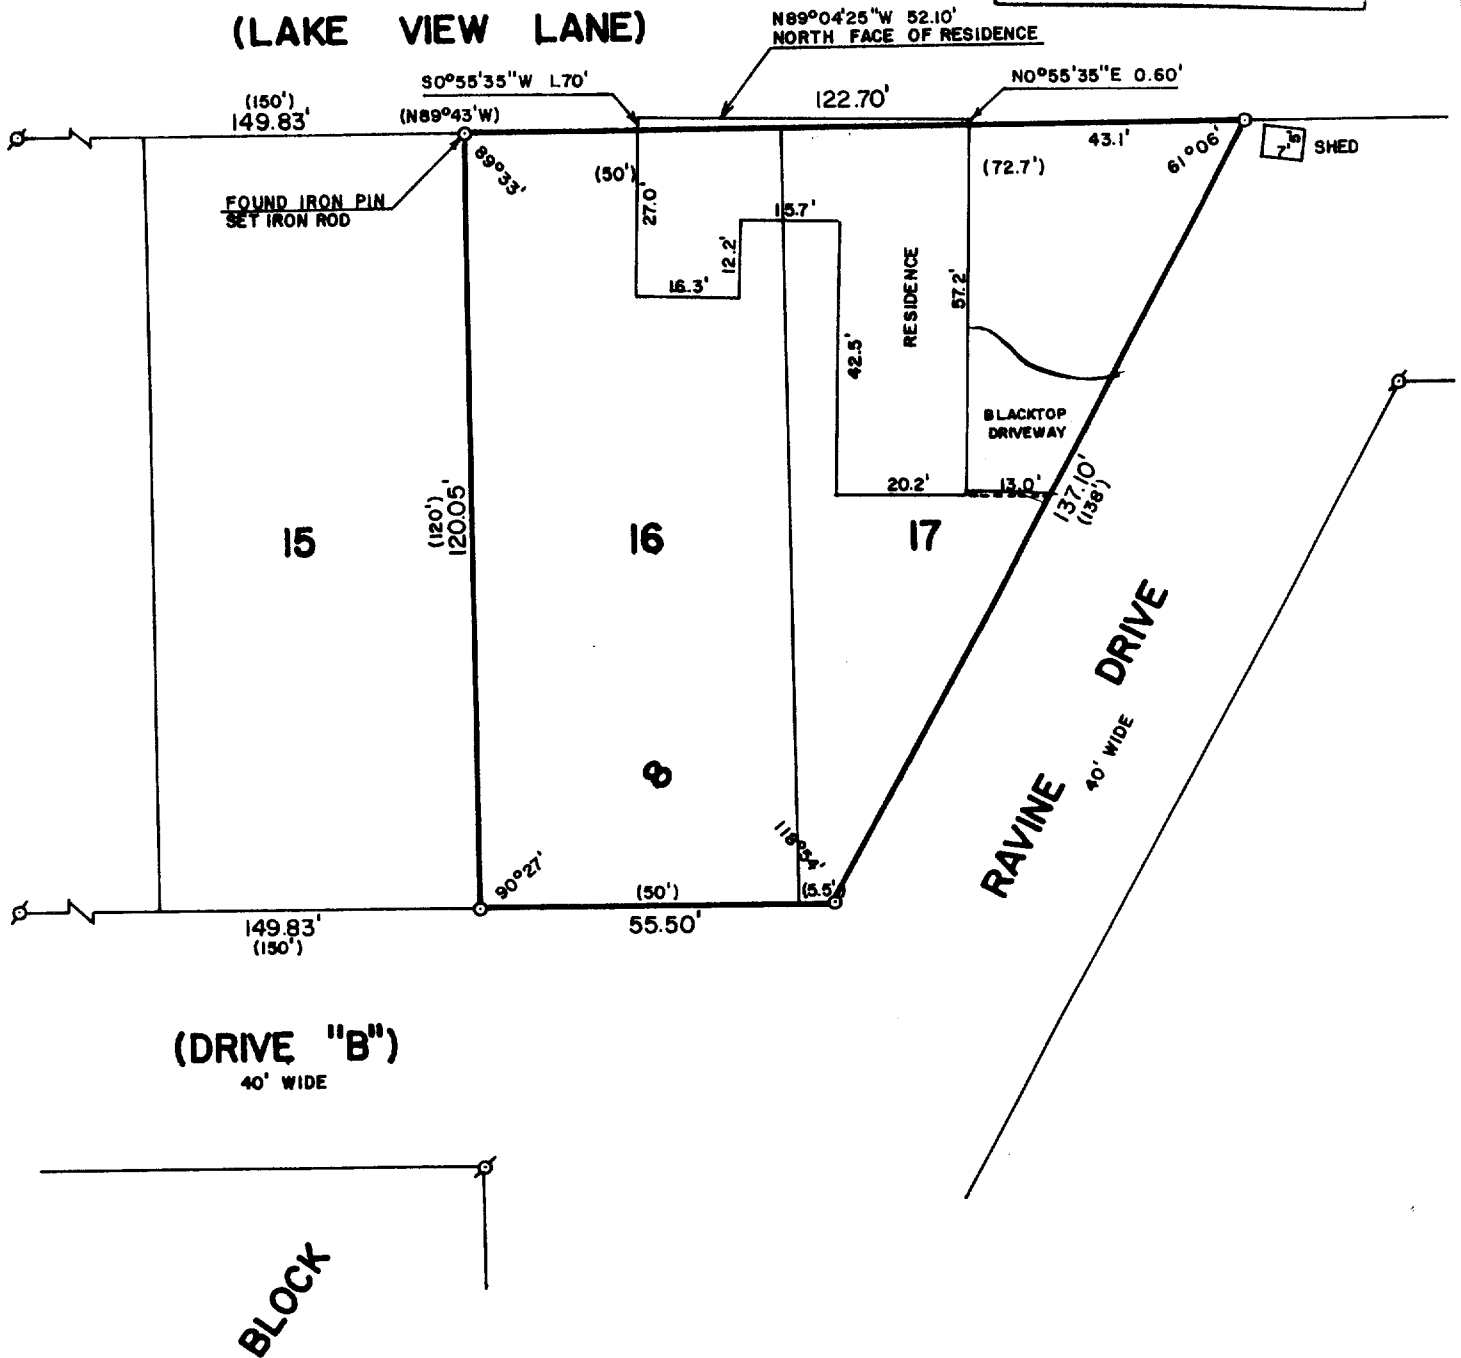 (LAKE VIEW LANE)
N89°04'25"W 52.10'
NORTH FACE OF RESIDENCE
S0°55'35"W 1.70'
N0°55'35"E 0.60'
(150')
149.83'
(N89°43'W)
122.70'
43.1'
61°06'
7'
5'
SHED
89°33'
(50')
(72.7')
FOUND IRON PIN
SET IRON ROD
27.0'
15.7'
12.2'
16.3'
RESIDENCE
57.2'
42.5'
BLACKTOP
DRIVEWAY
20.2'
13.0'
137.10'
(138')
(120')
120.05'
15
16
17
8
118°54'
90°27'
(50')
(5.5')
55.50'
149.83'
(150')
RAVINE DRIVE
40' WIDE
(DRIVE "B")
40' WIDE
BLOCK